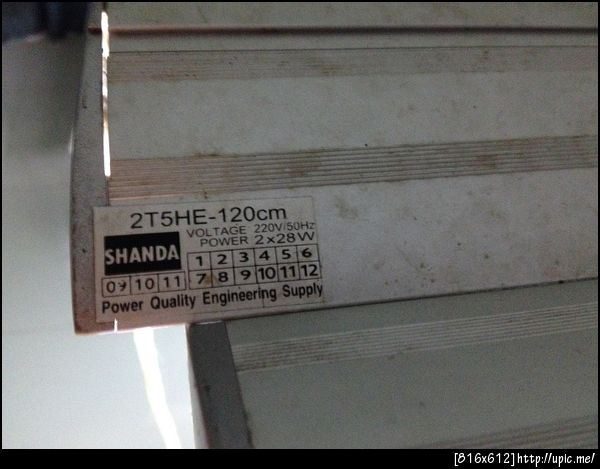 2T5HE-120cm
SHANDA
VOLTAGE 220V/50Hz
POWER 2x28W
1 2 3 4 5 6
09 10 11 7 8 9 10 11 12
Power Quality Engineering Supply
[816x612]http://upic.me/